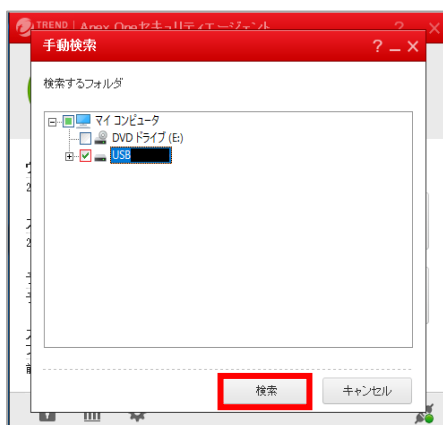 TREND | Apex Oneセキュリティエージェント ? _ ×
手動検索 ? _ ×
検索するフォルダ
マイ コンピュータ
DVD ドライブ (E:)
USB
検索 キャンセル